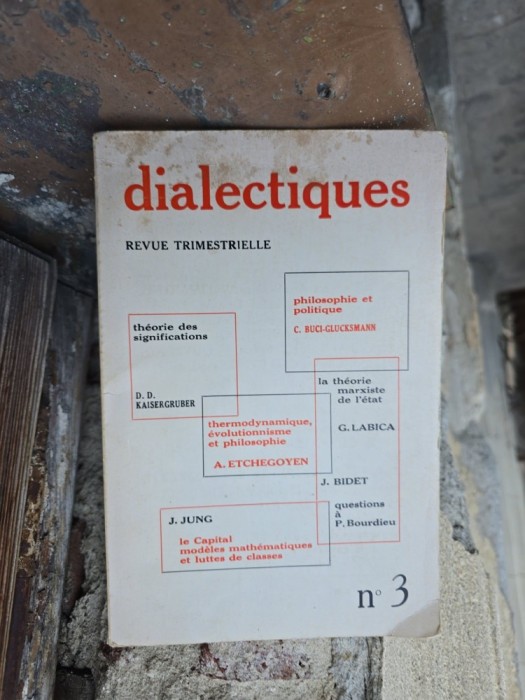 dialectiques
REVUE TRIMESTRIELLE
philosophie et
politique
C. BUCI-GLUCKSMANN
théorie des
significations
D. D.
KAISERGRUBER
la théorie
marxiste
de l'état
G. LABICA
thermodynamique,
évolutionnisme
et philosophie
A. ETCHEGOYEN
J. BIDET
questions
à
P. Bourdieu
J. JUNG
le Capital
modèles mathématiques
et luttes de classes
n° 3